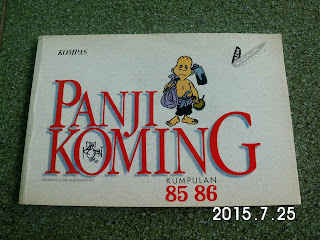 KOMPAS
PANJI
KOMING
KUMPULAN
85 86
2015.7.25